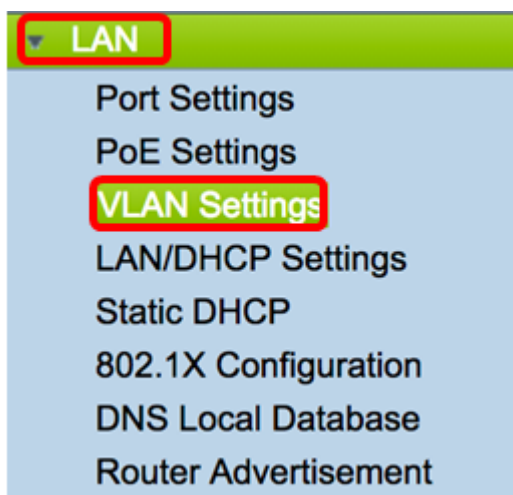 LAN
Port Settings
PoE Settings
VLAN Settings
LAN/DHCP Settings
Static DHCP
802.1X Configuration
DNS Local Database
Router Advertisement